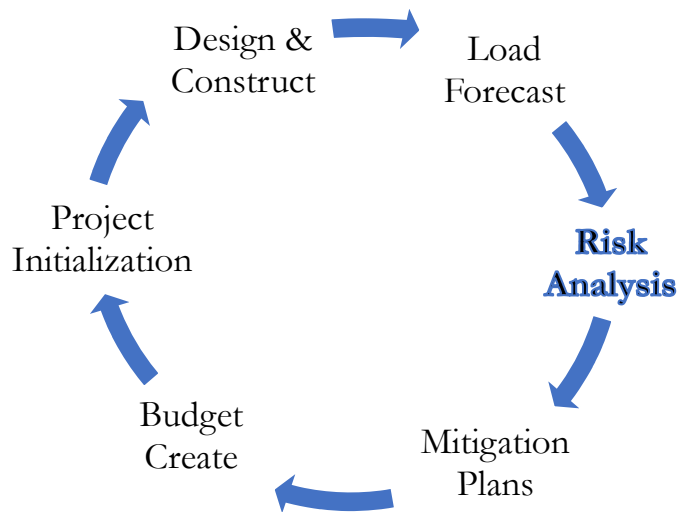 Design &
Construct
Load
Forecast
Risk
Analysis
Mitigation
Plans
Budget
Create
Project
Initialization